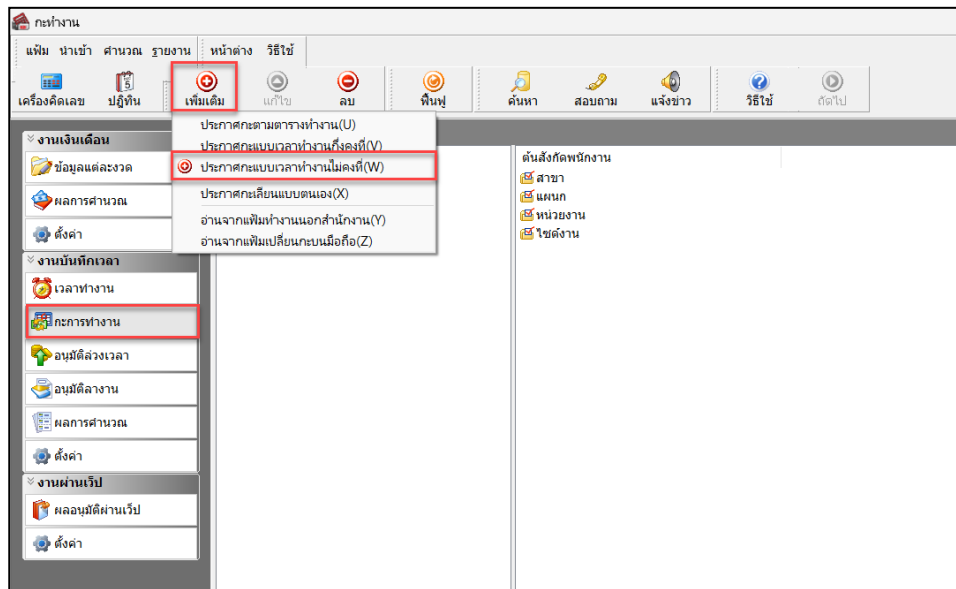 กะทำงาน
แฟ้ม นำเข้า คำนวณ รายงาน หน้าต่าง วิธีใช้
เครื่องคิดเลข ปฏิทิน เพิ่มเติม แก้ไข ลบ ฟื้นฟู ค้นหา สอบถาม แจ้งข่าว วิธีใช้ ถัดไป
ประกาศกะตามตารางทำงาน(U)
ประกาศกะแบบเวลาทำงานกึ่งคงที่(V)
ประกาศกะแบบเวลาทำงานไม่คงที่(W)
ประกาศกะเลียนแบบตนเอง(X)
อ่านจากแฟ้มทำงานนอกสำนักงาน(Y)
อ่านจากแฟ้มเปลี่ยนกะบนมือถือ(Z)
งานเงินเดือน
ข้อมูลแต่ละงวด
ผลการคำนวณ
ตั้งค่า
งานบันทึกเวลา
เวลาทำงาน
กะการทำงาน
อนุมัติล่วงเวลา
อนุมัติลางาน
ผลการคำนวณ
ตั้งค่า
งานผ่านเว็ป
ผลอนุมัติผ่านเว็ป
ตั้งค่า
ต้นสังกัดพนักงาน
สาขา
แผนก
หน่วยงาน
ไซด์งาน